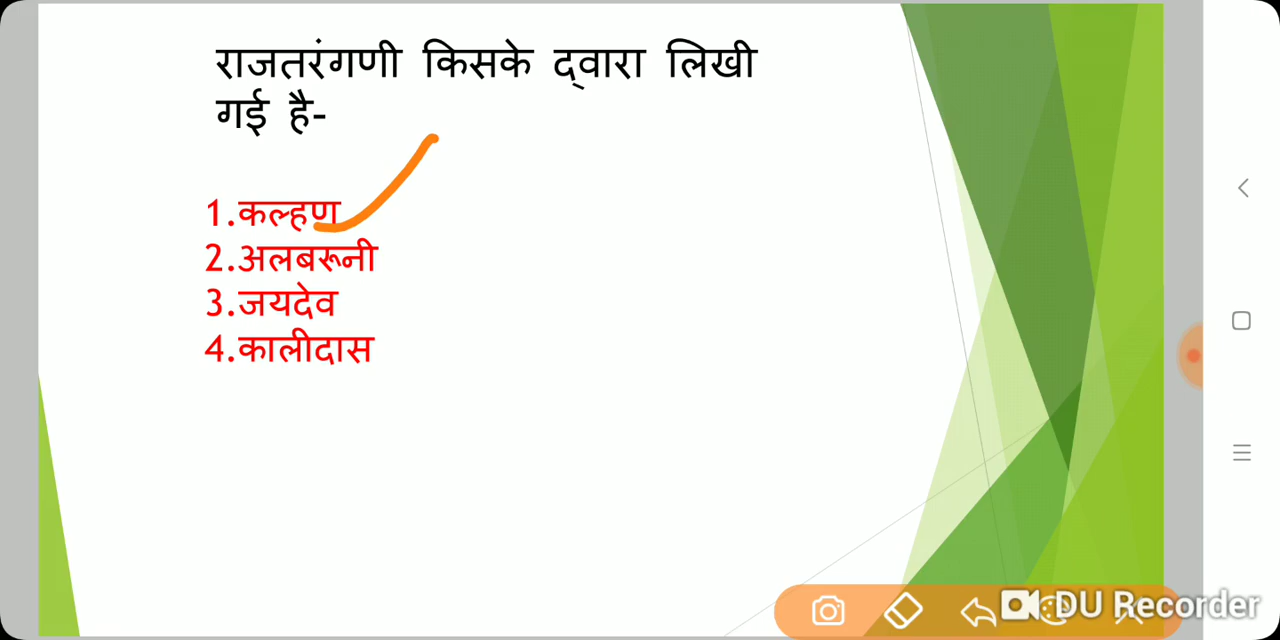 राजतरंगणी किसके द्वारा लिखी
गई है-
1.कल्हण
2.अलबरूनी
3.जयदेव
4.कालीदास
DU Recorder